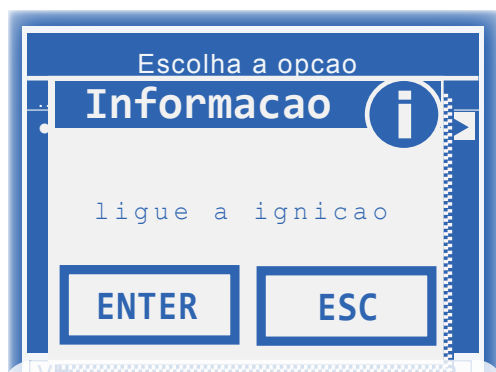 Escolha a opcao
Informacao
ligue a ignicao
ENTER
ESC